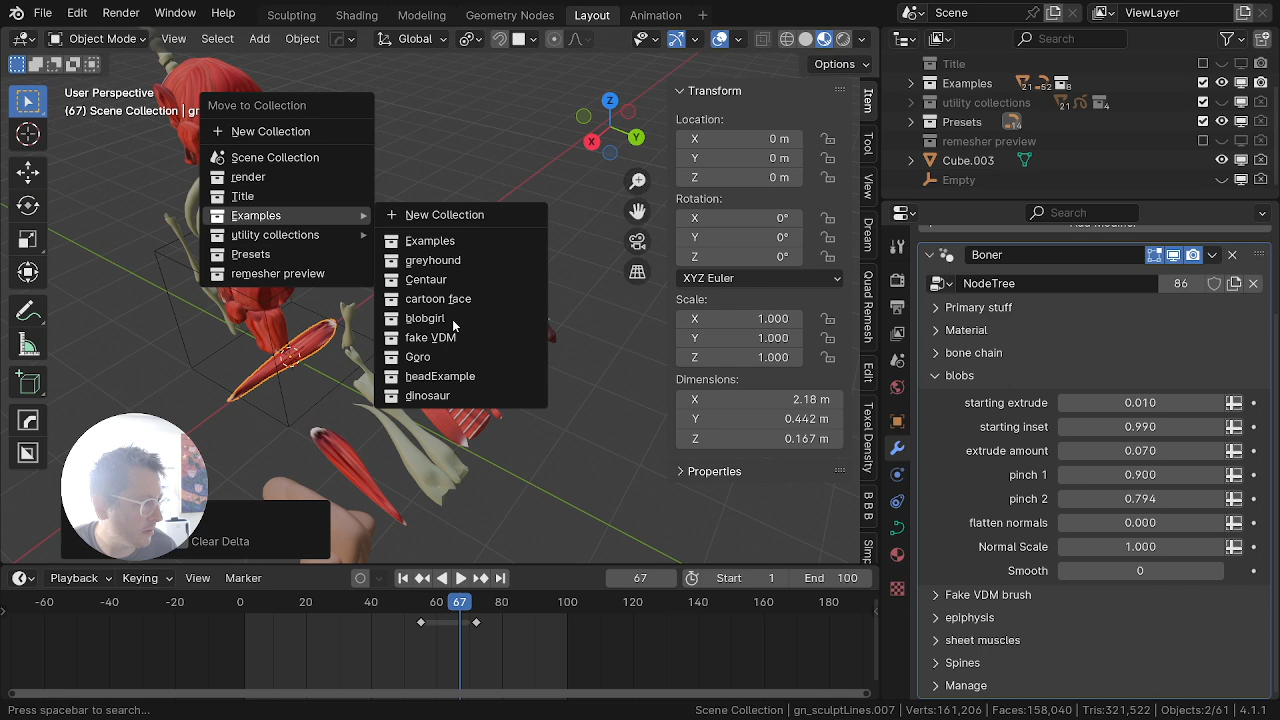 File Edit Render Window Help Sculpting Shading Modeling Geometry Nodes Layout Animation Scene ViewLayer
Object Mode View Select Add Object Global Search
Options
User Perspective
(67) Scene Collection | gr
Move to Collection
New Collection
Scene Collection
render
Title
Examples
utility collections
Presets
remesher preview
New Collection
Examples
greyhound
Centaur
cartoon face
blobgirl
fake VDM
Goro
headExample
dinosaur
Clear Delta
Z
Y
X
Transform
Location:
X 0 m
Y 0 m
Z 0 m
Rotation:
X 0°
Y 0°
Z 0°
XYZ Euler
Scale:
X 1.000
Y 1.000
Z 1.000
Dimensions:
X 2.18 m
Y 0.442 m
Z 0.167 m
Properties
Item
Tool
View
Dream
Quad Remesh
Edit
Texel Density
B B B
Title
Examples 21 52 8
utility collections 21 4
Presets 14
remesher preview
Cube.003
Empty
Search
Boner
NodeTree 86
Primary stuff
Material
bone chain
blobs
starting extrude 0.010
starting inset 0.990
extrude amount 0.070
pinch 1 0.900
pinch 2 0.794
flatten normals 0.000
Normal Scale 1.000
Smooth 0
Fake VDM brush
epiphysis
sheet muscles
Spines
Manage
Playback Keying View Marker 67 Start 1 End 100
-60 -40 -20 0 20 40 60 67 80 100 120 140 160 180
Press spacebar to search...
Scene Collection | gn_sculptLines.007 | Verts:161,206 | Faces:158,040 | Tris:321,522 | Objects:2/61 | 4.1.1